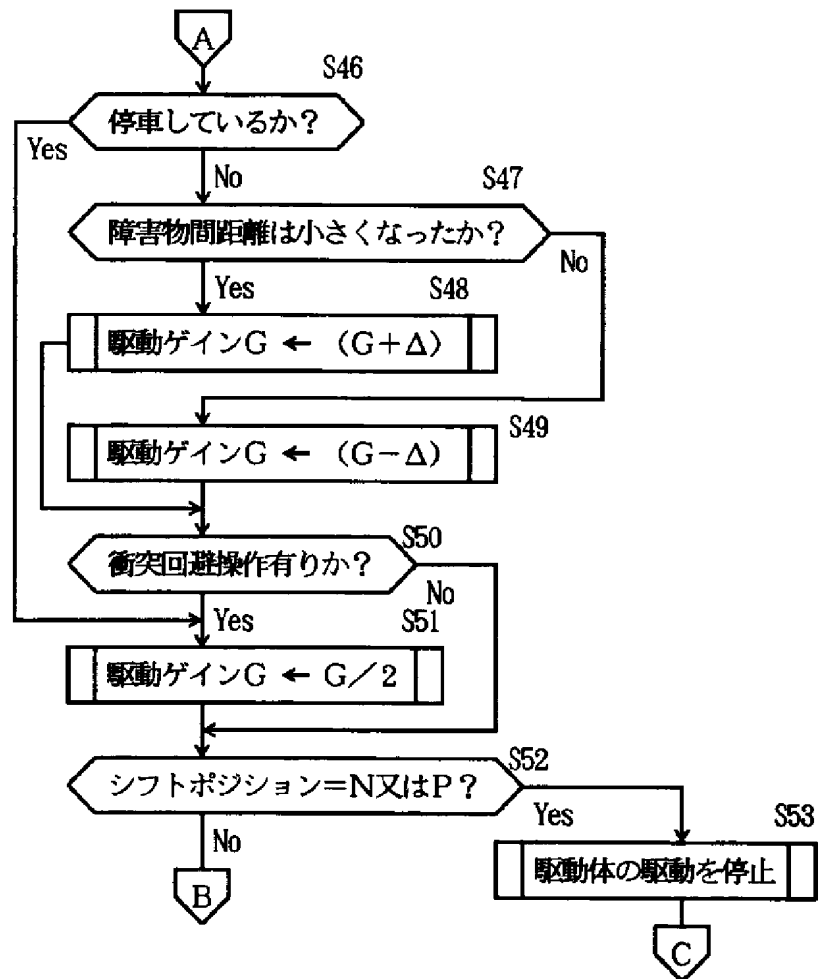 A
S46
停車しているか？
Yes
No
S47
障害物間距離は小さくなったか？
No
Yes
S48
駆動ゲインG ← （G＋Δ）
S49
駆動ゲインG ← （G－Δ）
S50
衝突回避操作有りか？
No
Yes
S51
駆動ゲインG ← G／2
S52
シフトポジション＝N又はP？
Yes
S53
No
駆動体の駆動を停止
B
C